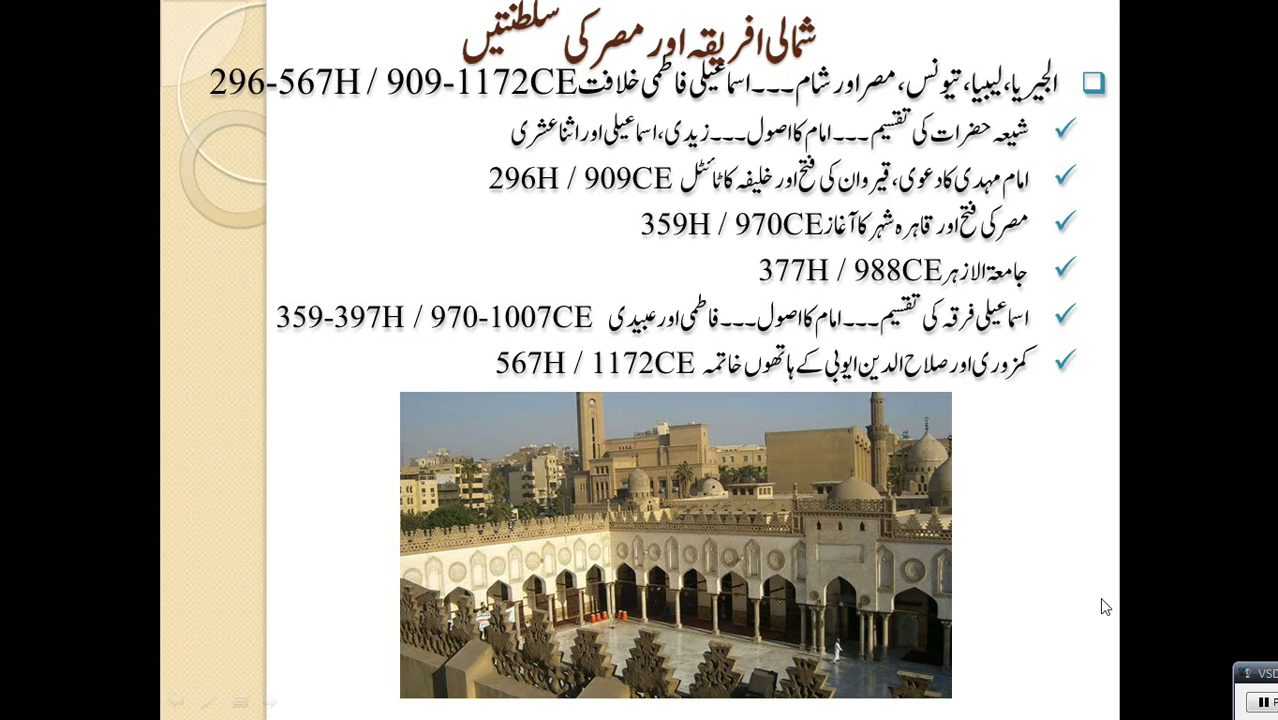 شمالی افریقہ اور مصر کی سلطنتیں
الجیریا، لیبیا، تیونس، مصر اور شام۔۔۔اسماعیلی فاطمی خلافت 296-567H / 909-1172CE
شیعہ حضرات کی تقسیم۔۔۔امام کا اصول۔۔۔زیدی، اسماعیلی اور اثنا عشری
امام مہدی کا دعوی، قیروان کی فتح اور خلیفہ کا ٹائٹل 296H / 909CE
مصر کی فتح اور قاہرہ شہر کا آغاز 359H / 970CE
جامعۃ الازہر 377H / 988CE
اسماعیلی فرقہ کی تقسیم۔۔۔امام کا اصول۔۔۔فاطمی اور عبیدی 359-397H / 970-1007CE
کمزوری اور صلاح الدین ایوبی کے ہاتھوں خاتمہ 567H / 1172CE